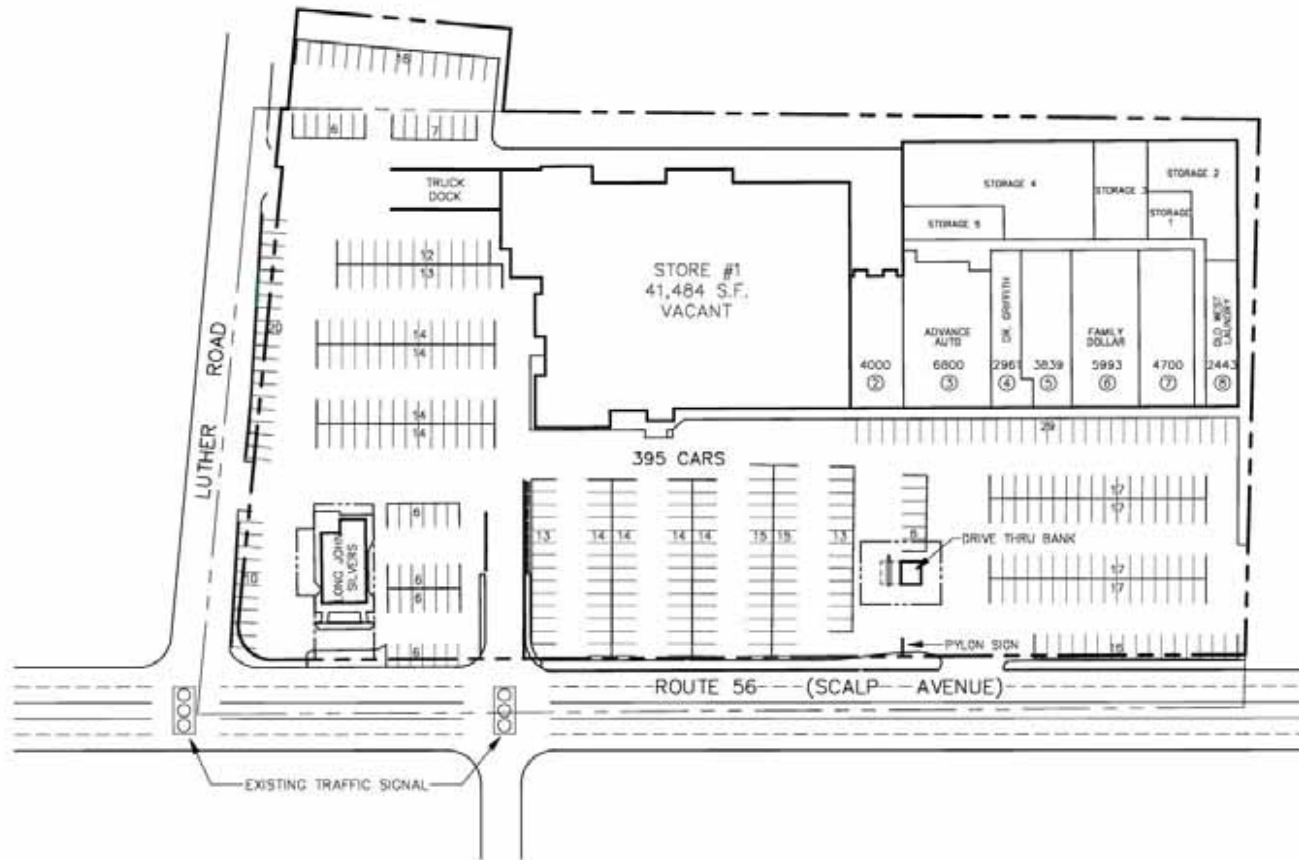 16
6
7
TRUCK
DOCK
STORAGE 4
STORAGE 3
STORAGE 2
STORAGE
1
STORAGE 5
12
13
STORE #1
41,484 S.F.
VACANT
LUTHER ROAD
20
14
14
14
14
ADVANCE
AUTO
DR. GRIFFITH
FAMILY
DOLLAR
OLD WEST
LAUNDRY
4000
6800
2961
3839
5993
4700
2443
2
3
4
5
6
7
8
29
395 CARS
17
17
6
13
14
14
14
14
15
15
13
8
DRIVE THRU BANK
LONG JOHN
SILVERS
10
6
6
17
17
6
PYLON SIGN
16
ROUTE 56 (SCALP AVENUE)
EXISTING TRAFFIC SIGNAL